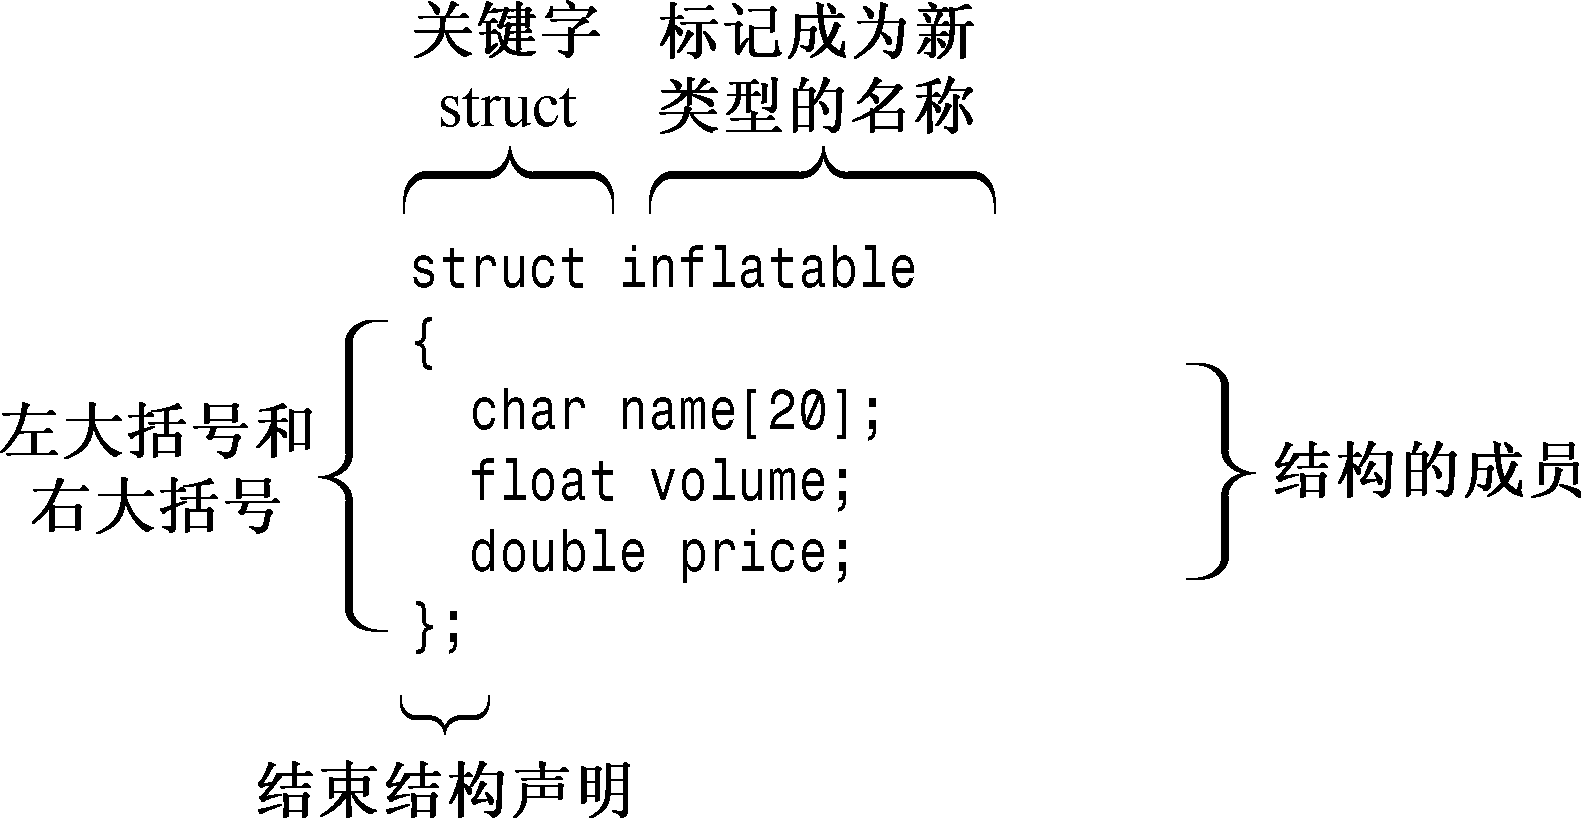 关键字
struct
标记成为新
类型的名称
struct inflatable
{
char name[20];
float volume;
double price;
};
左大括号和
右大括号
结构的成员
结束结构声明